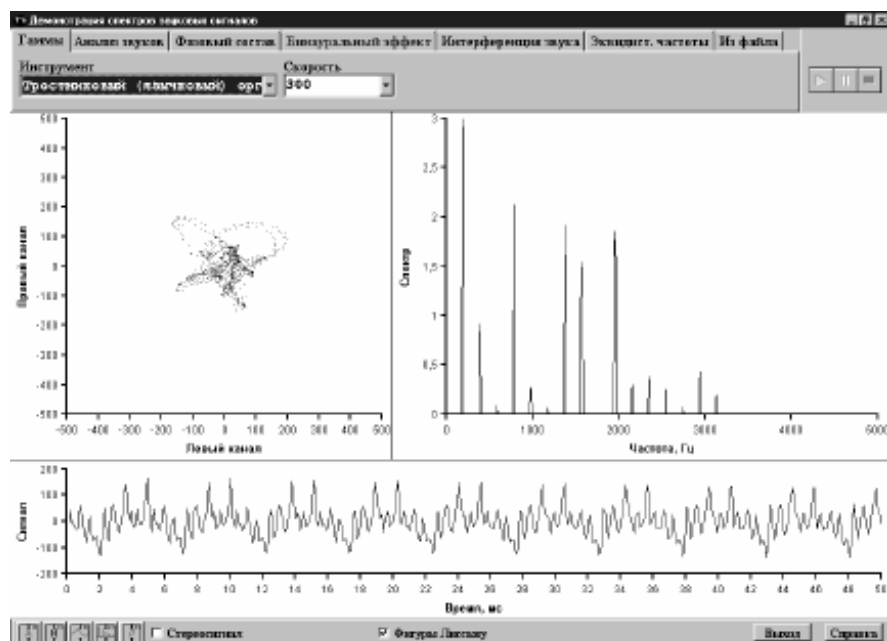 Демонстрация спектров звуковых сигналов
Гаммы Анализ звуков Фазовый состав Бинауральный эффект Интерференция звука Эквидист. частоты Из файла
Инструмент Скорость
Тростниковый (язычковый) орг 300
500
400
300
200
100
0
-100
-200
-300
-400
-500
Правый канал
-500 -400 -300 -200 -100 0 100 200 300 400 500
Левый канал
3
2,5
2
1,5
1
0,5
0
Спектр
0 1000 2000 3000 4000 5000
Частота, Гц
200
100
0
-100
-200
Сигнал
0 2 4 6 8 10 12 14 16 18 20 22 24 26 28 30 32 34 36 38 40 42 44 46 48 50
Время, мс
Стереосигнал Фигуры Лиссажу Выход Справка